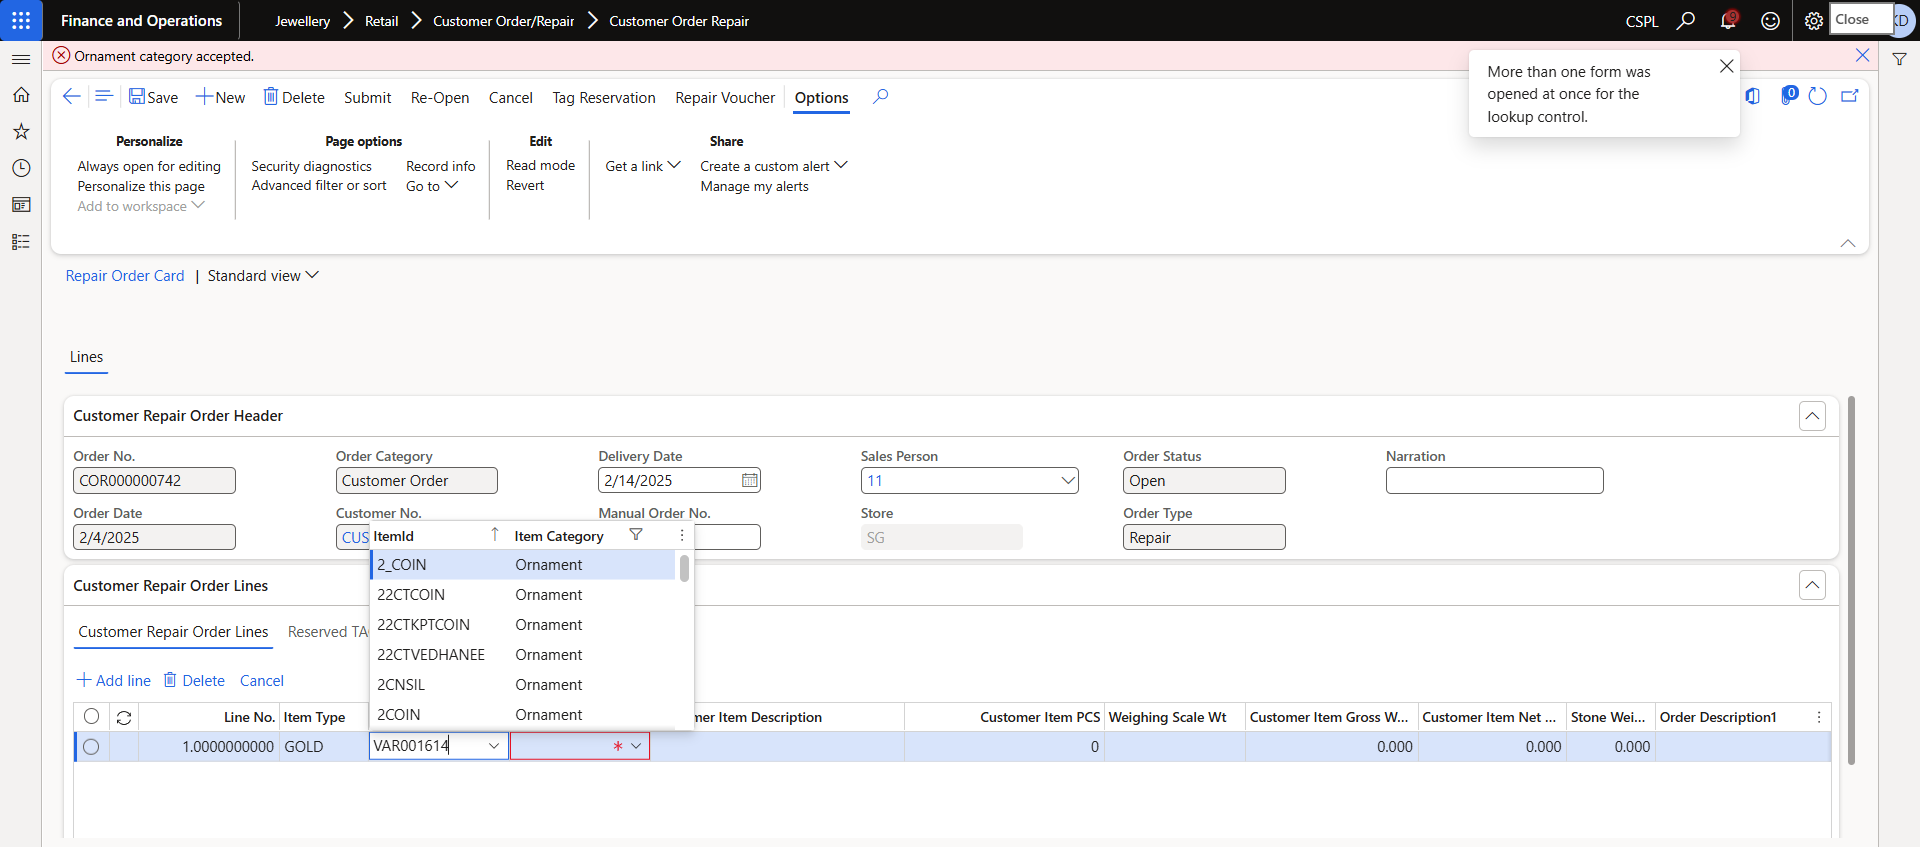 Finance and Operations
Jewellery
Retail
Customer Order/Repair
Customer Order Repair
CSPL
9
Close
Ornament category accepted.
More than one form was
opened at once for the
lookup control.
Save
New
Delete
Submit
Re-Open
Cancel
Tag Reservation
Repair Voucher
Options
0
Personalize
Always open for editing
Personalize this page
Add to workspace
Page options
Security diagnostics
Advanced filter or sort
Record info
Go to
Edit
Read mode
Revert
Share
Get a link
Create a custom alert
Manage my alerts
Repair Order Card | Standard view
Lines
Customer Repair Order Header
Order No.
COR000000742
Order Category
Customer Order
Delivery Date
2/14/2025
Sales Person
11
Order Status
Open
Narration
Order Date
2/4/2025
Customer No.
CUS
Manual Order No.
Store
SG
Order Type
Repair
ItemId
Item Category
2_COIN Ornament
22CTCOIN Ornament
22CTKPTCOIN Ornament
22CTVEDHANEE Ornament
2CNSIL Ornament
2COIN Ornament
Customer Repair Order Lines
Customer Repair Order Lines
Reserved TA
Add line
Delete
Cancel
Line No. Item Type mer Item Description Customer Item PCS Weighing Scale Wt Customer Item Gross W... Customer Item Net ... Stone Wei... Order Description1
1.0000000000 GOLD VAR001614 * 0 0.000 0.000 0.000